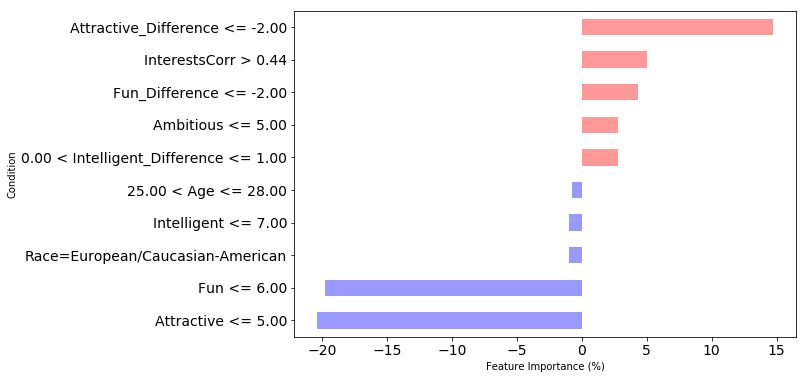 Attractive_Difference <= -2.00
InterestsCorr > 0.44
Fun_Difference <= -2.00
Ambitious <= 5.00
0.00 < Intelligent_Difference <= 1.00
25.00 < Age <= 28.00
Intelligent <= 7.00
Race=European/Caucasian-American
Fun <= 6.00
Attractive <= 5.00
Condition
−20 −15 −10 −5 0 5 10 15
Feature Importance (%)